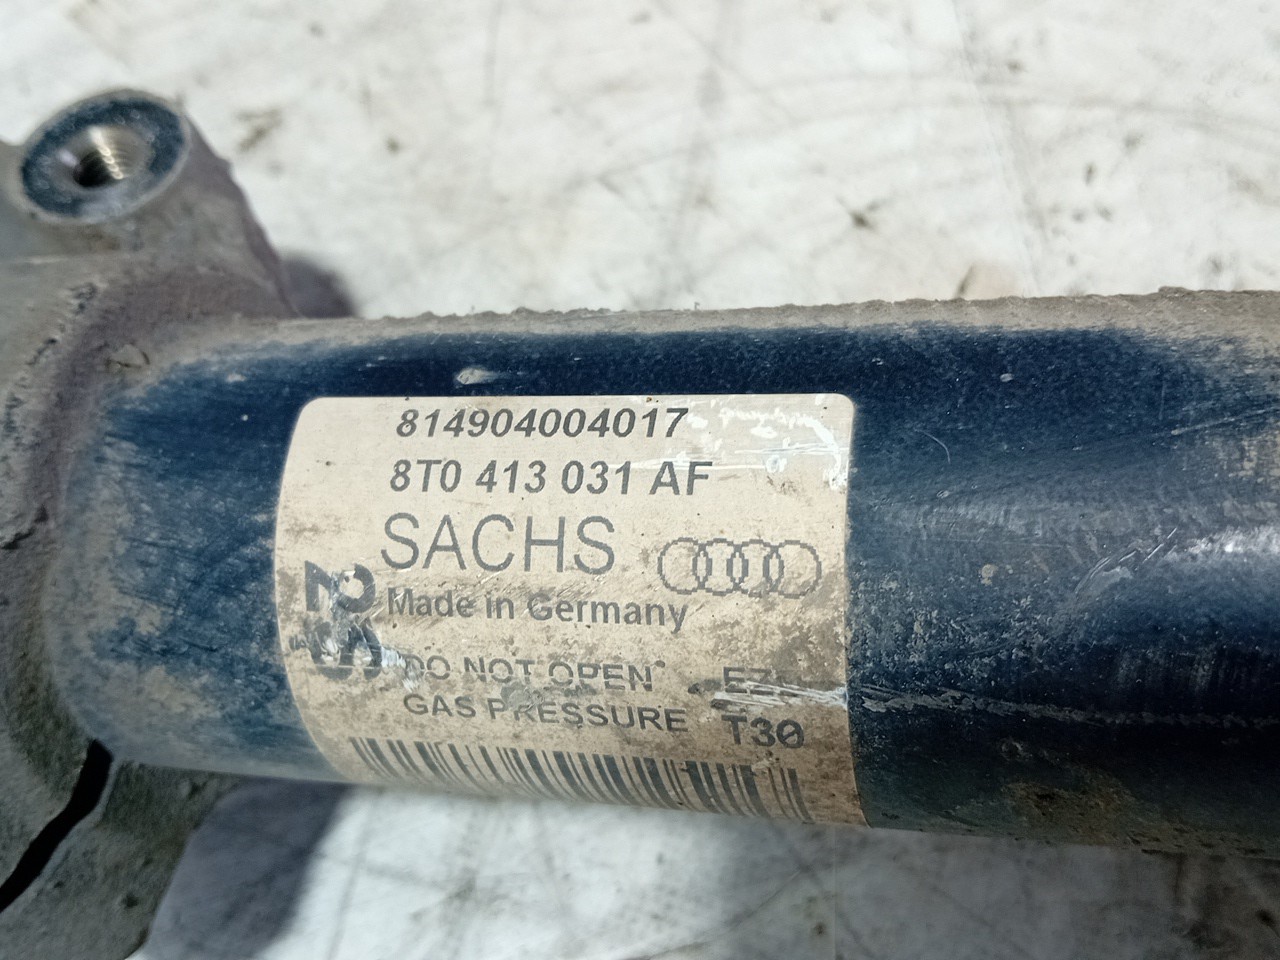 814904004017
8T0 413 031 AF
SACHS
Made in Germany
DO NOT OPEN
GAS PRESSURE T30